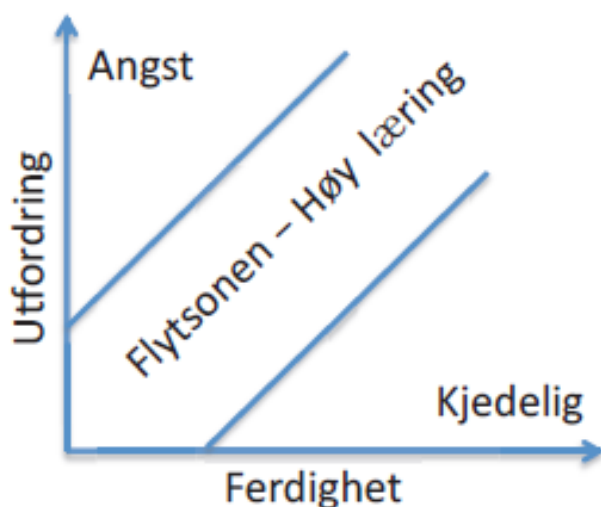 Angst
Utfordring
Flytsonen – Høy læring
Kjedelig
Ferdighet